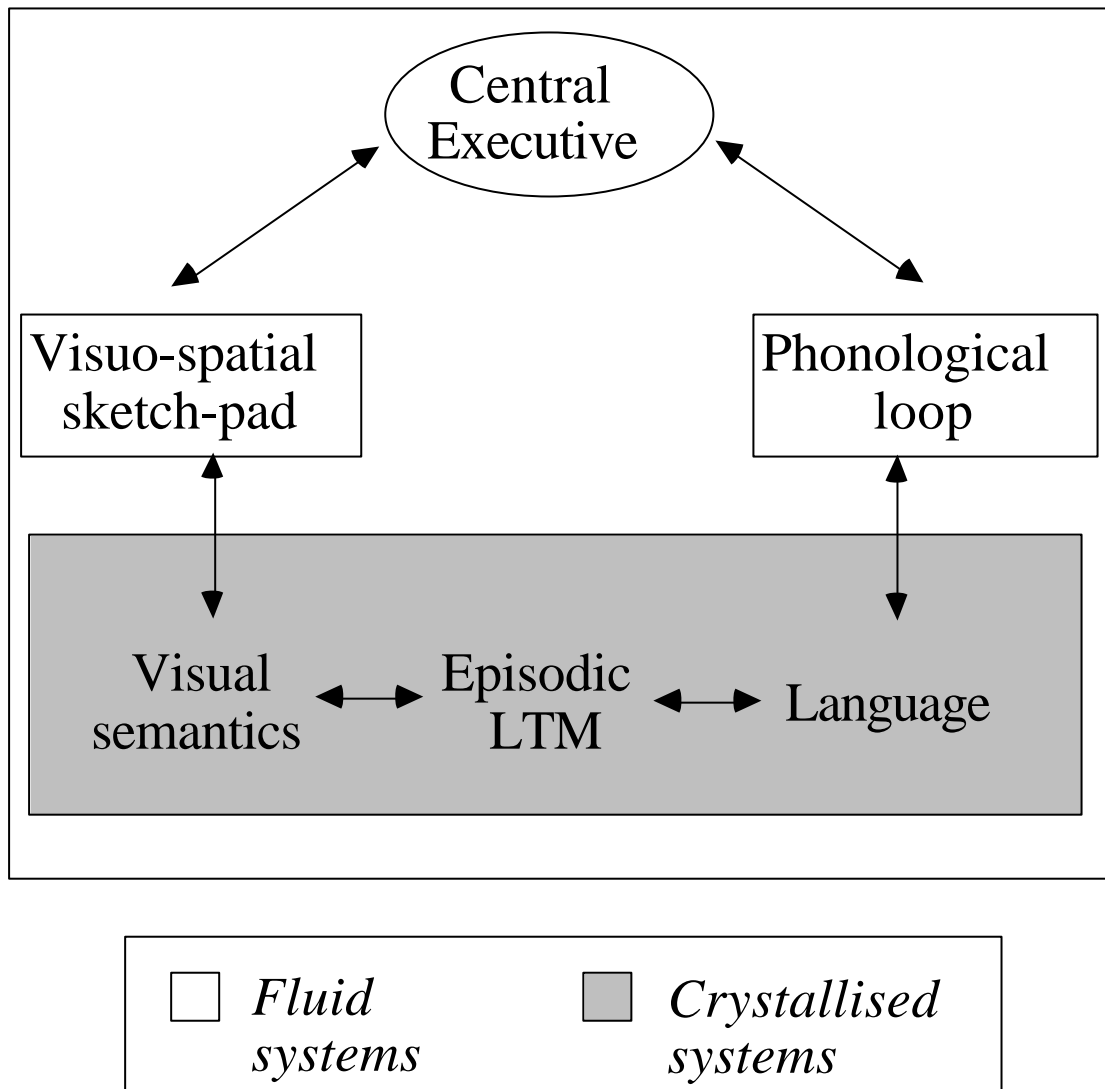 Central
Executive
Visuo-spatial
sketch-pad
Phonological
loop
Visual
semantics
Episodic
LTM
Language
Fluid
systems
Crystallised
systems